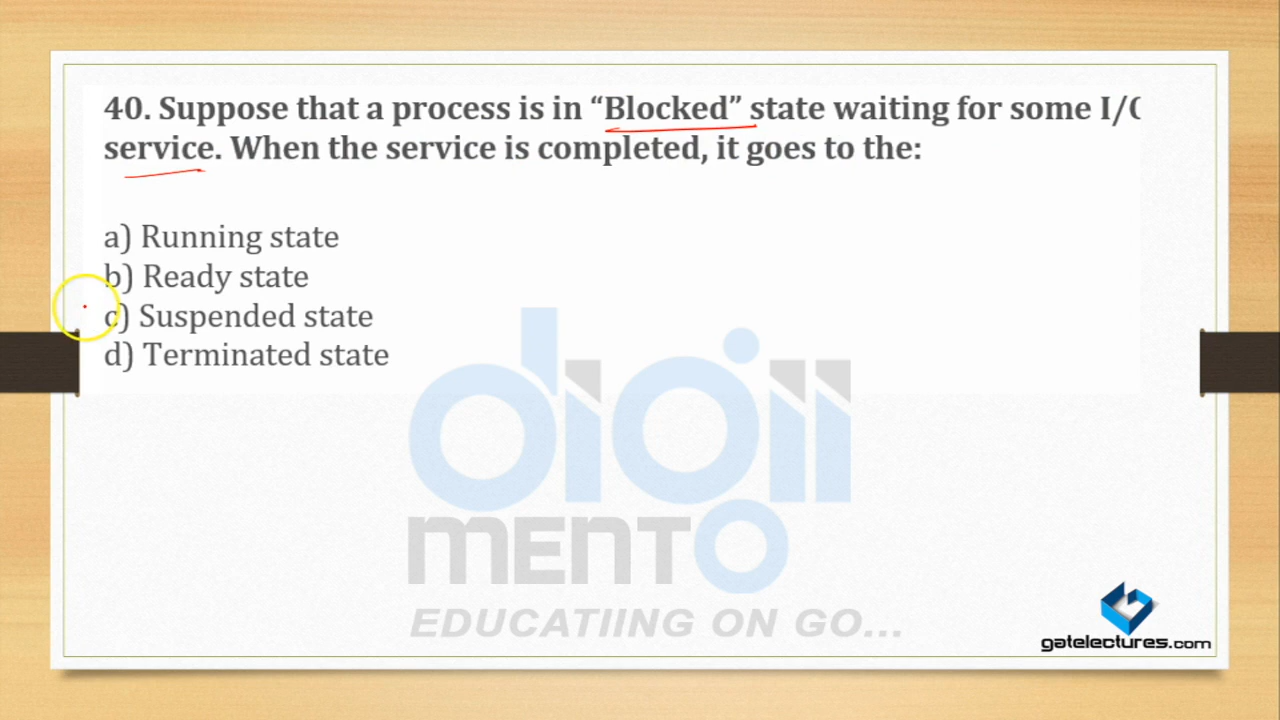 40. Suppose that a process is in “Blocked” state waiting for some I/
service. When the service is completed, it goes to the:
a) Running state
b) Ready state
c) Suspended state
d) Terminated state
digii
MENTO
EDUCATIING ON GO...
gatelectures.com